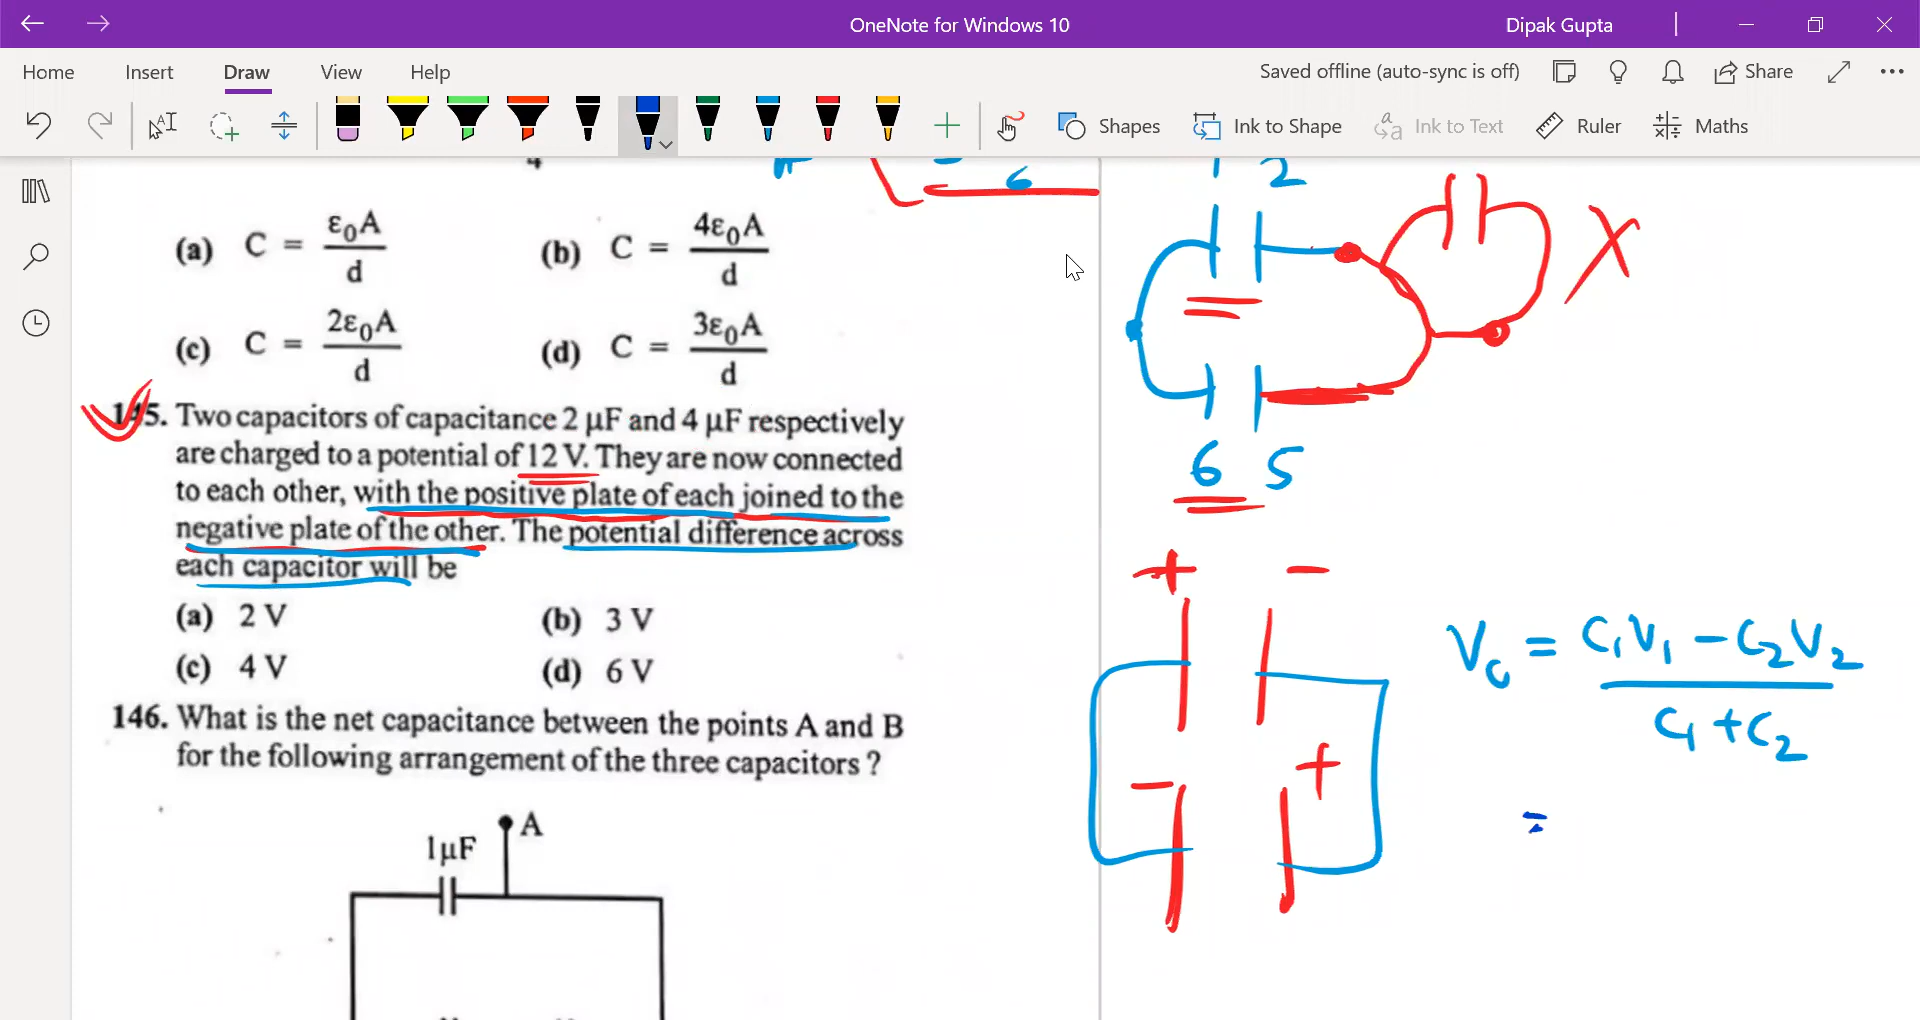 OneNote for Windows 10
Dipak Gupta
Home Insert Draw View Help
Saved offline (auto-sync is off)
Share
Shapes
Ink to Shape
Ink to Text
Ruler
Maths
4
6
(a) C = ε₀A / d
(b) C = 4ε₀A / d
(c) C = 2ε₀A / d
(d) C = 3ε₀A / d
145. Two capacitors of capacitance 2 μF and 4 μF respectively
are charged to a potential of 12 V. They are now connected
to each other, with the positive plate of each joined to the
negative plate of the other. The potential difference across
each capacitor will be
(a) 2 V (b) 3 V
(c) 4 V (d) 6 V
146. What is the net capacitance between the points A and B
for the following arrangement of the three capacitors ?
A
1μF
1 2
X
6 5
+ −
− +
V_C = C₁V₁ − C₂V₂ / C₁ + C₂
=